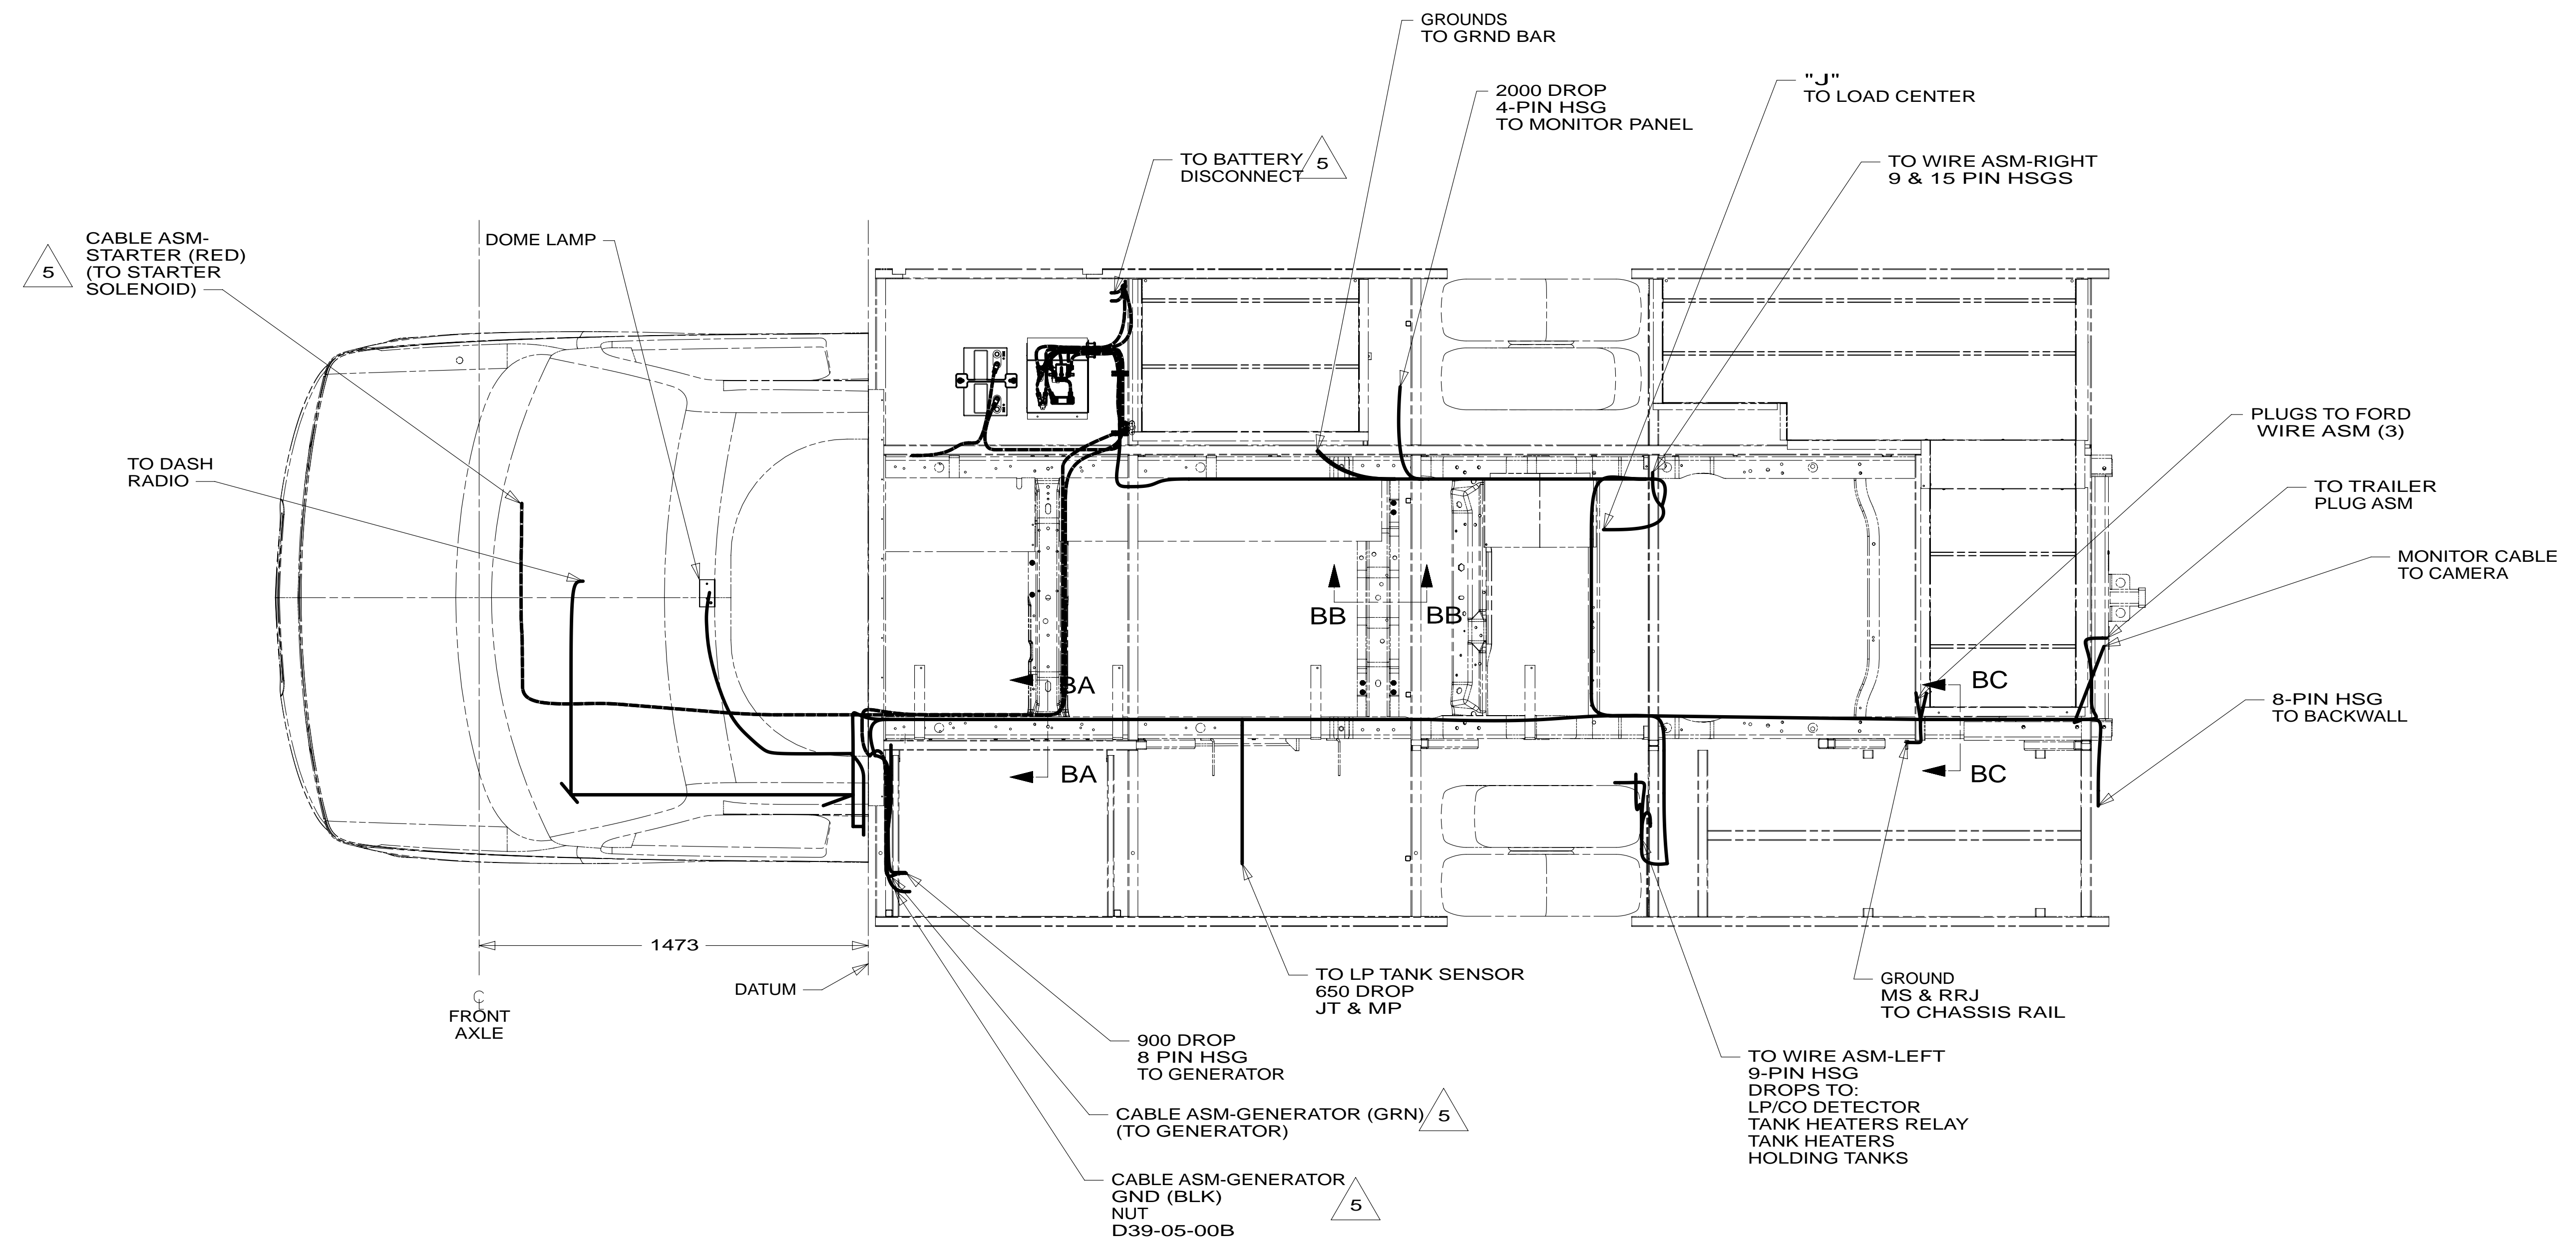 GROUNDS
TO GRND BAR
"J"
TO LOAD CENTER
2000 DROP
4-PIN HSG
TO MONITOR PANEL
TO BATTERY
DISCONNECT
5
TO WIRE ASM-RIGHT
9 & 15 PIN HSGS
CABLE ASM-
STARTER (RED)
(TO STARTER
SOLENOID)
5
DOME LAMP
PLUGS TO FORD
WIRE ASM (3)
TO DASH
RADIO
TO TRAILER
PLUG ASM
MONITOR CABLE
TO CAMERA
BB
BB
BA
BC
8-PIN HSG
TO BACKWALL
BA
BC
1473
DATUM
TO LP TANK SENSOR
650 DROP
JT & MP
GROUND
MS & RRJ
TO CHASSIS RAIL
FRONT
AXLE
900 DROP
8 PIN HSG
TO GENERATOR
TO WIRE ASM-LEFT
9-PIN HSG
DROPS TO:
LP/CO DETECTOR
TANK HEATERS RELAY
TANK HEATERS
HOLDING TANKS
CABLE ASM-GENERATOR (GRN)
(TO GENERATOR)
5
CABLE ASM-GENERATOR
GND (BLK)
NUT
D39-05-00B
5